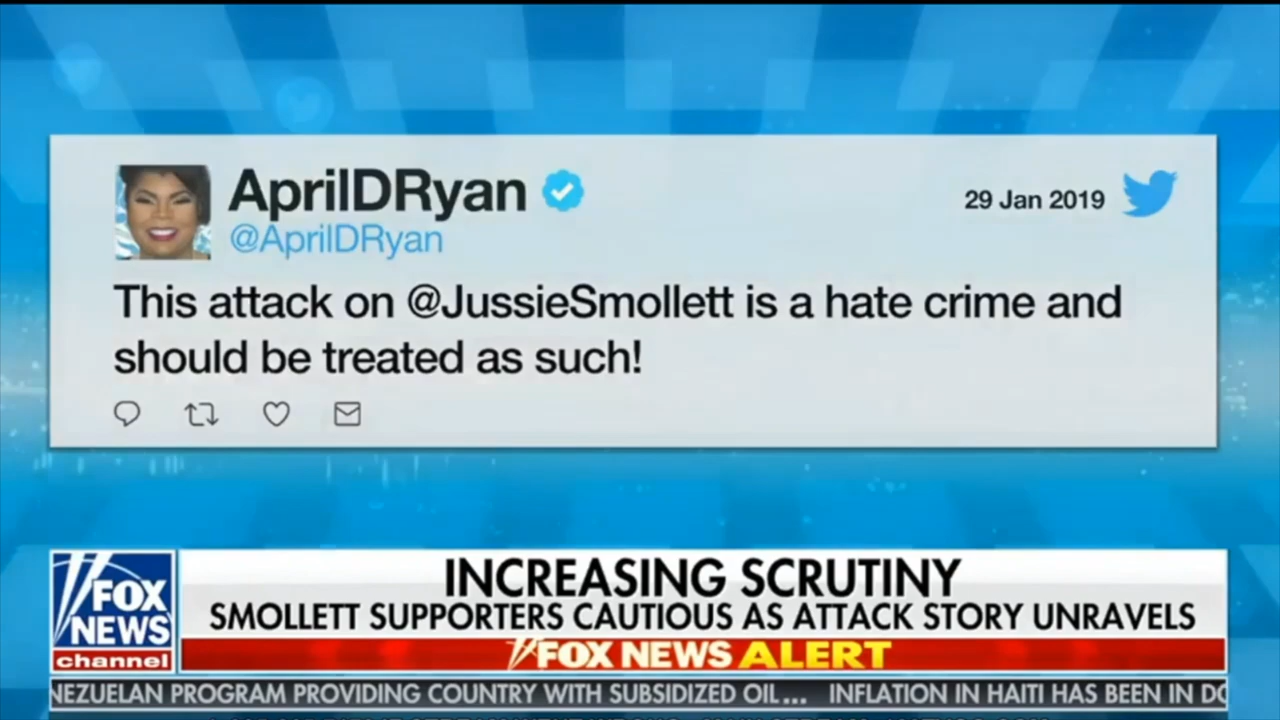 AprilDRyan
@AprilDRyan
29 Jan 2019
This attack on @JussieSmollett is a hate crime and
should be treated as such!
INCREASING SCRUTINY
SMOLLETT SUPPORTERS CAUTIOUS AS ATTACK STORY UNRAVELS
FOX NEWS ALERT
FOX
NEWS
channel
NEZUELAN PROGRAM PROVIDING COUNTRY WITH SUBSIDIZED OIL... INFLATION IN HAITI HAS BEEN IN DO